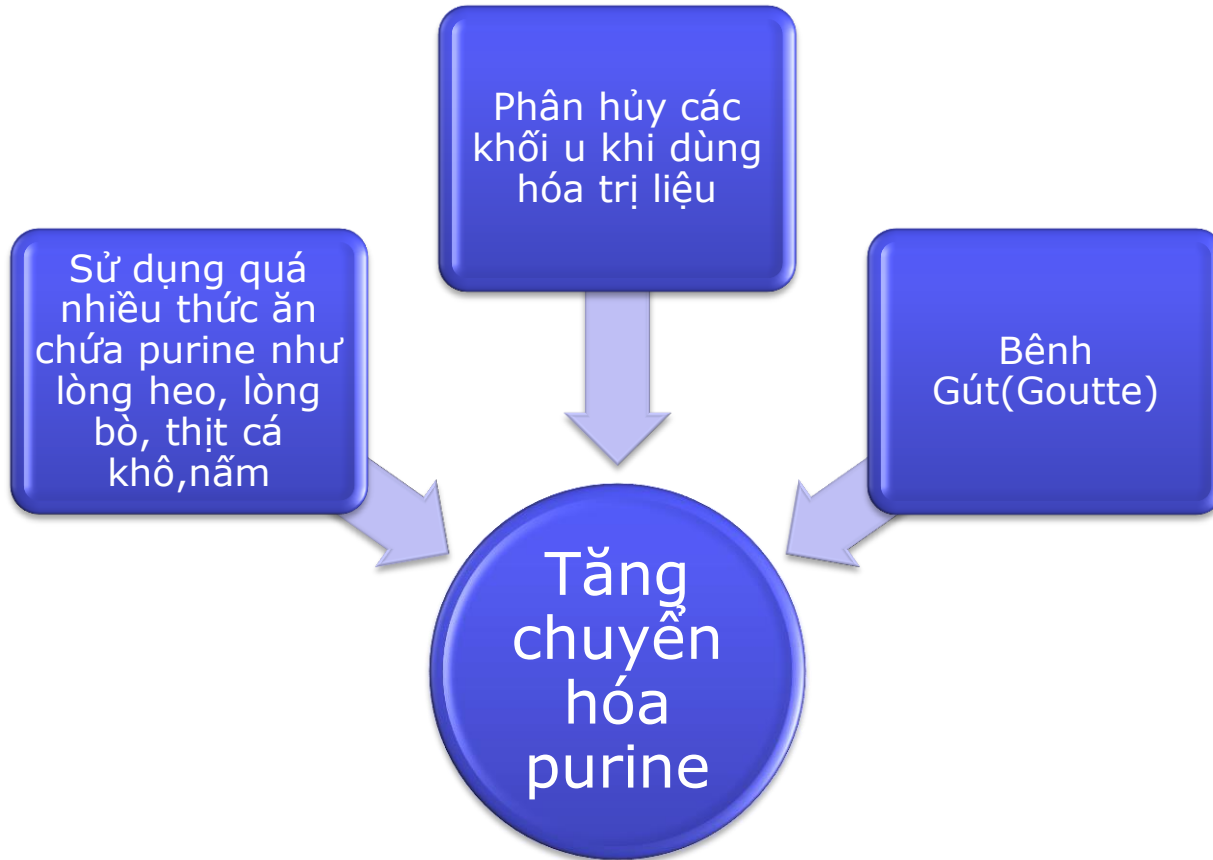 Phân hủy các
khối u khi dùng
hóa trị liệu
Sử dụng quá
nhiều thức ăn
chứa purine như
lòng heo, lòng
bò, thịt cá
khô,nấm
Bênh
Gút(Goutte)
Tăng
chuyển
hóa
purine